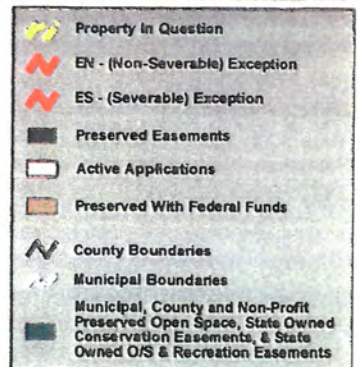 Property In Question
EN - (Non-Severable) Exception
ES - (Severable) Exception
Preserved Easements
Active Applications
Preserved With Federal Funds
County Boundaries
Municipal Boundaries
Municipal, County and Non-Profit
Preserved Open Space, State Owned
Conservation Easements, & State
Owned O/S & Recreation Easements